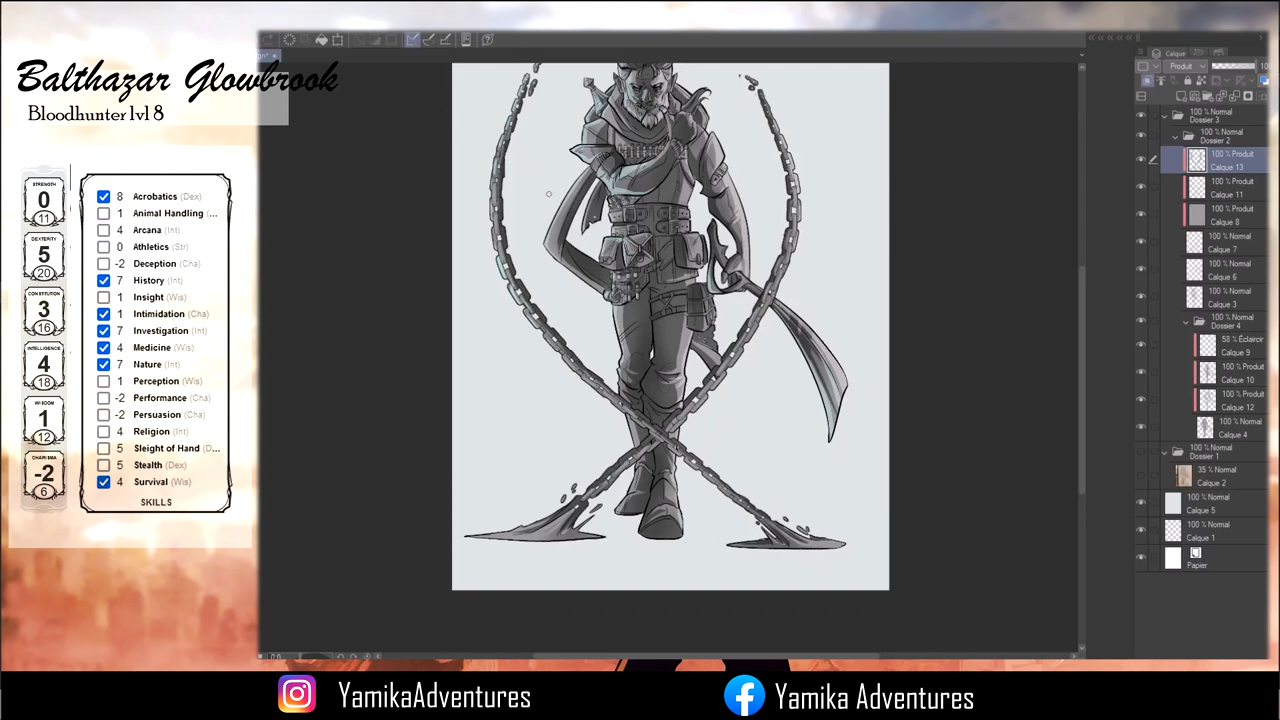 Balthazar Glowbrook
Bloodhunter lvl 8
STRENGTH
0
11
DEXTERITY
5
20
CONSTITUTION
3
16
INTELLIGENCE
4
18
WISDOM
1
12
CHARISMA
-2
6
8 Acrobatics (Dex)
1 Animal Handling (...
4 Arcana (Int)
0 Athletics (Str)
-2 Deception (Cha)
7 History (Int)
1 Insight (Wis)
1 Intimidation (Cha)
7 Investigation (Int)
4 Medicine (Wis)
7 Nature (Int)
1 Perception (Wis)
-2 Performance (Cha)
-2 Persuasion (Cha)
4 Religion (Int)
5 Sleight of Hand (D...
5 Stealth (Dex)
4 Survival (Wis)
SKILLS
Calque
Produit
100 % Normal
Dossier 3
100 % Normal
Dossier 2
100 % Produit
Calque 13
100 % Produit
Calque 11
100 % Produit
Calque 8
100 % Normal
Calque 7
100 % Normal
Calque 6
100 % Normal
Calque 3
100 % Normal
Dossier 4
58 % Éclaircir
Calque 9
100 % Produit
Calque 10
100 % Produit
Calque 12
100 % Normal
Calque 4
100 % Normal
Dossier 1
35 % Normal
Calque 2
100 % Normal
Calque 5
100 % Normal
Calque 1
Papier
YamikaAdventures
Yamika Adventures